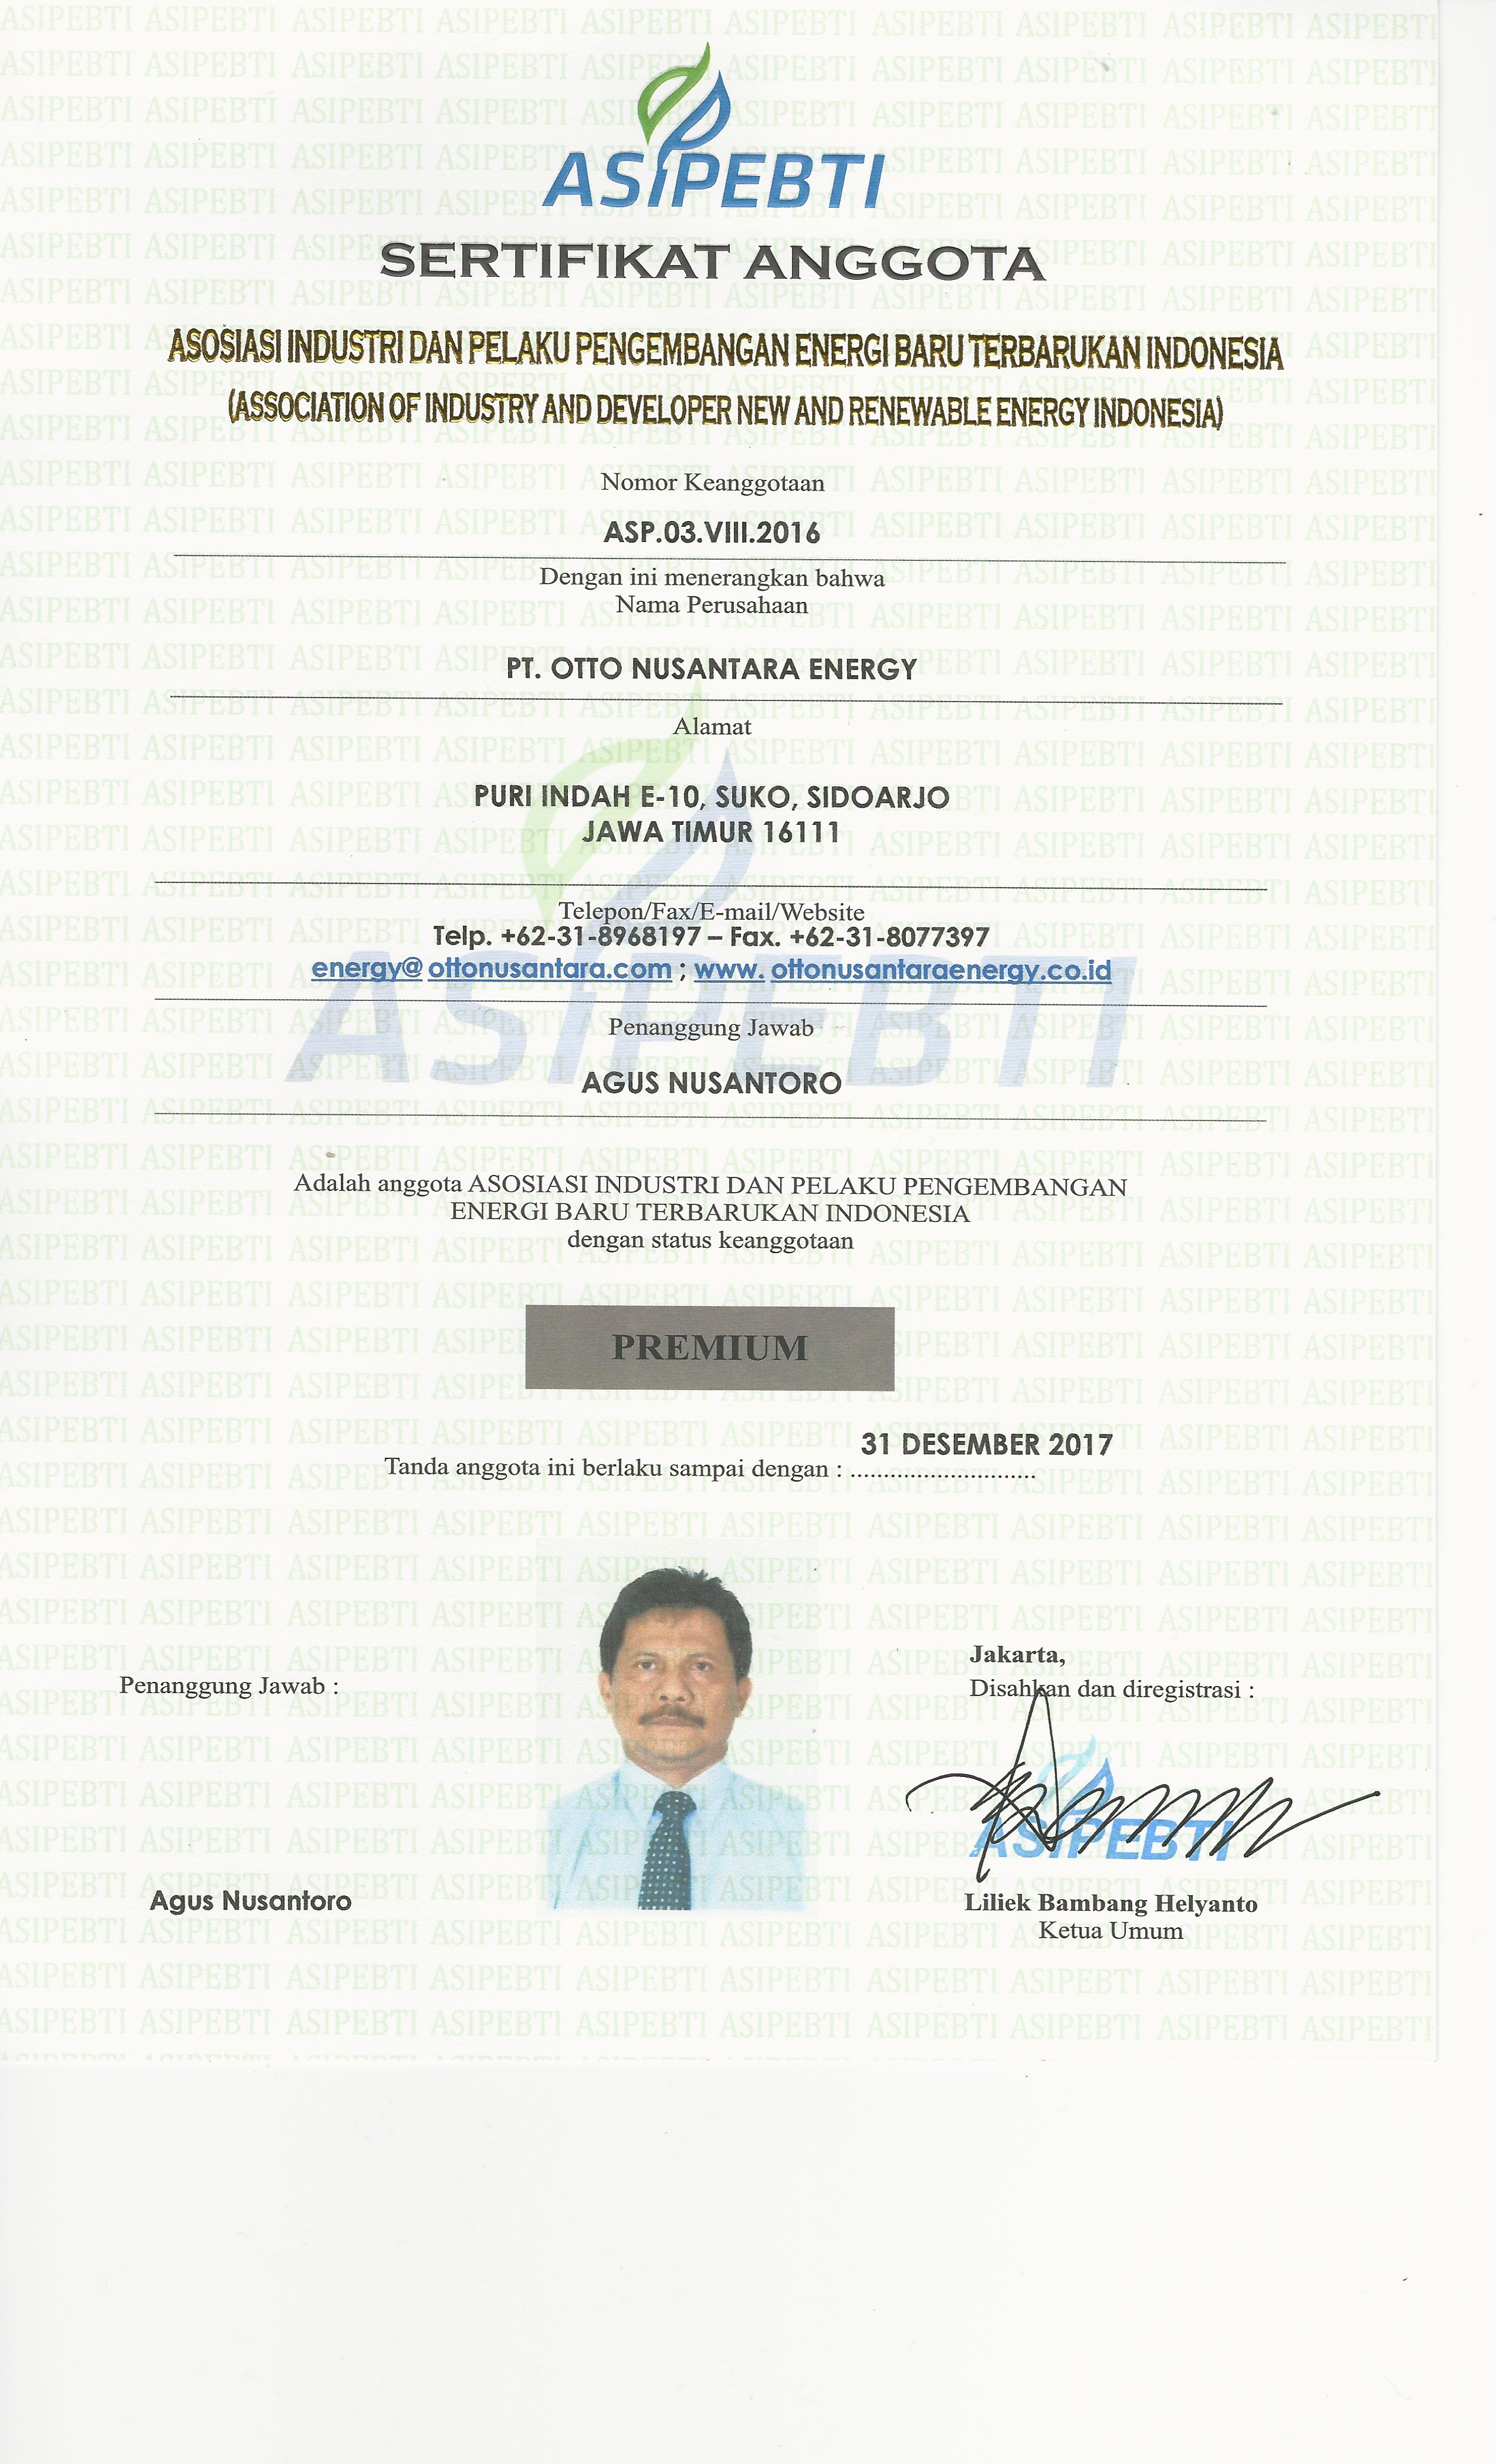 ASIPEBTI
SERTIFIKAT ANGGOTA
ASOSIASI INDUSTRI DAN PELAKU PENGEMBANGAN ENERGI BARU TERBARUKAN INDONESIA
(ASSOCIATION OF INDUSTRY AND DEVELOPER NEW AND RENEWABLE ENERGY INDONESIA)
Nomor Keanggotaan
ASP.03.VIII.2016
Dengan ini menerangkan bahwa
Nama Perusahaan
PT. OTTO NUSANTARA ENERGY
Alamat
PURI INDAH E-10, SUKO, SIDOARJO
JAWA TIMUR 16111
Telepon/Fax/E-mail/Website
Telp. +62-31-8968197 – Fax. +62-31-8077397
energy@ ottonusantara.com ; www. ottonusantaraenergy.co.id
Penanggung Jawab
AGUS NUSANTORO
Adalah anggota ASOSIASI INDUSTRI DAN PELAKU PENGEMBANGAN
ENERGI BARU TERBARUKAN INDONESIA
dengan status keanggotaan
PREMIUM
31 DESEMBER 2017
Tanda anggota ini berlaku sampai dengan : ............................
Jakarta,
Penanggung Jawab :
Disahkan dan diregistrasi :
ASIPEBTI
Agus Nusantoro
Liliek Bambang Helyanto
Ketua Umum